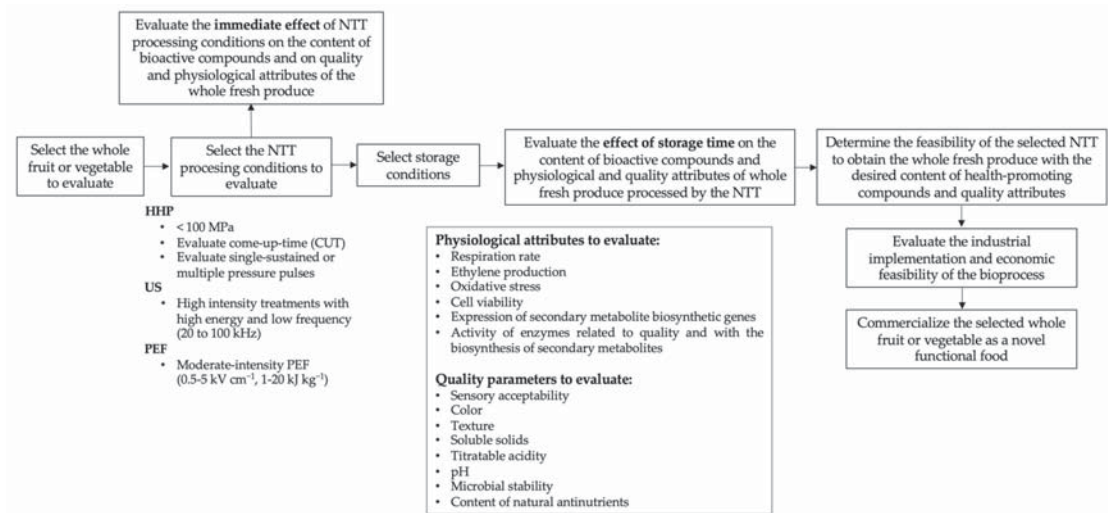 Evaluate the immediate effect of NTT
processing conditions on the content of
bioactive compounds and on quality
and physiological attributes of the
whole fresh produce
Select the whole
fruit or vegetable
to evaluate
Select the NTT
procesing conditions to
evaluate
Select storage
conditions
Evaluate the effect of storage time on the
content of bioactive compounds and
physiological and quality attributes of whole
fresh produce processed by the NTT
Determine the feasibility of the selected NTT
to obtain the whole fresh produce with the
desired content of health-promoting
compounds and quality attributes
HHP
• < 100 MPa
• Evaluate come-up-time (CUT)
• Evaluate single-sustained or
multiple pressure pulses
US
• High intensity treatments with
high energy and low frequency
(20 to 100 kHz)
PEF
• Moderate-intensity PEF
(0.5-5 kV cm⁻¹, 1-20 kJ kg⁻¹)
Physiological attributes to evaluate:
• Respiration rate
• Ethylene production
• Oxidative stress
• Cell viability
• Expression of secondary metabolite biosynthetic genes
• Activity of enzymes related to quality and with the
biosynthesis of secondary metabolites
Quality parameters to evaluate:
• Sensory acceptability
• Color
• Texture
• Soluble solids
• Titratable acidity
• pH
• Microbial stability
• Content of natural antinutrients
Evaluate the industrial
implementation and economic
feasibility of the bioprocess
Commercialize the selected whole
fruit or vegetable as a novel
functional food